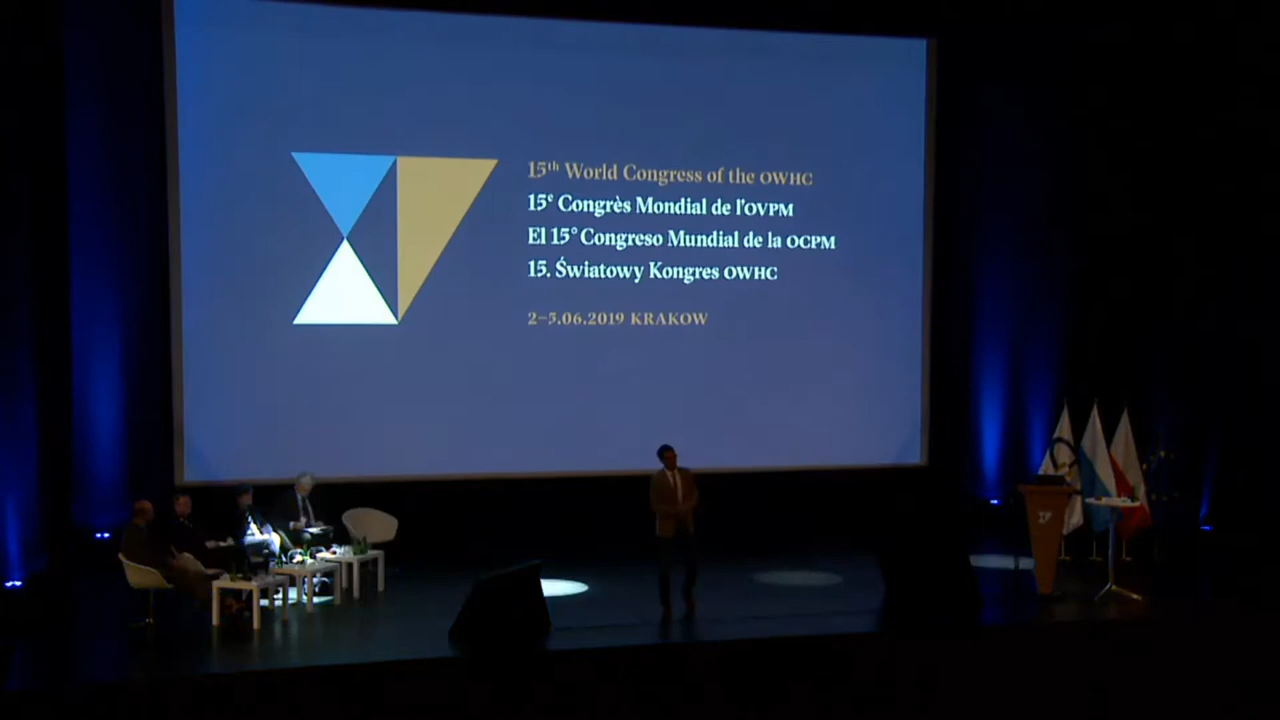 15th World Congress of the OWHC
15e Congrès Mondial de l'OVPM
El 15° Congreso Mundial de la OCPM
15. Światowy Kongres OWHC
2–5.06.2019 KRAKOW